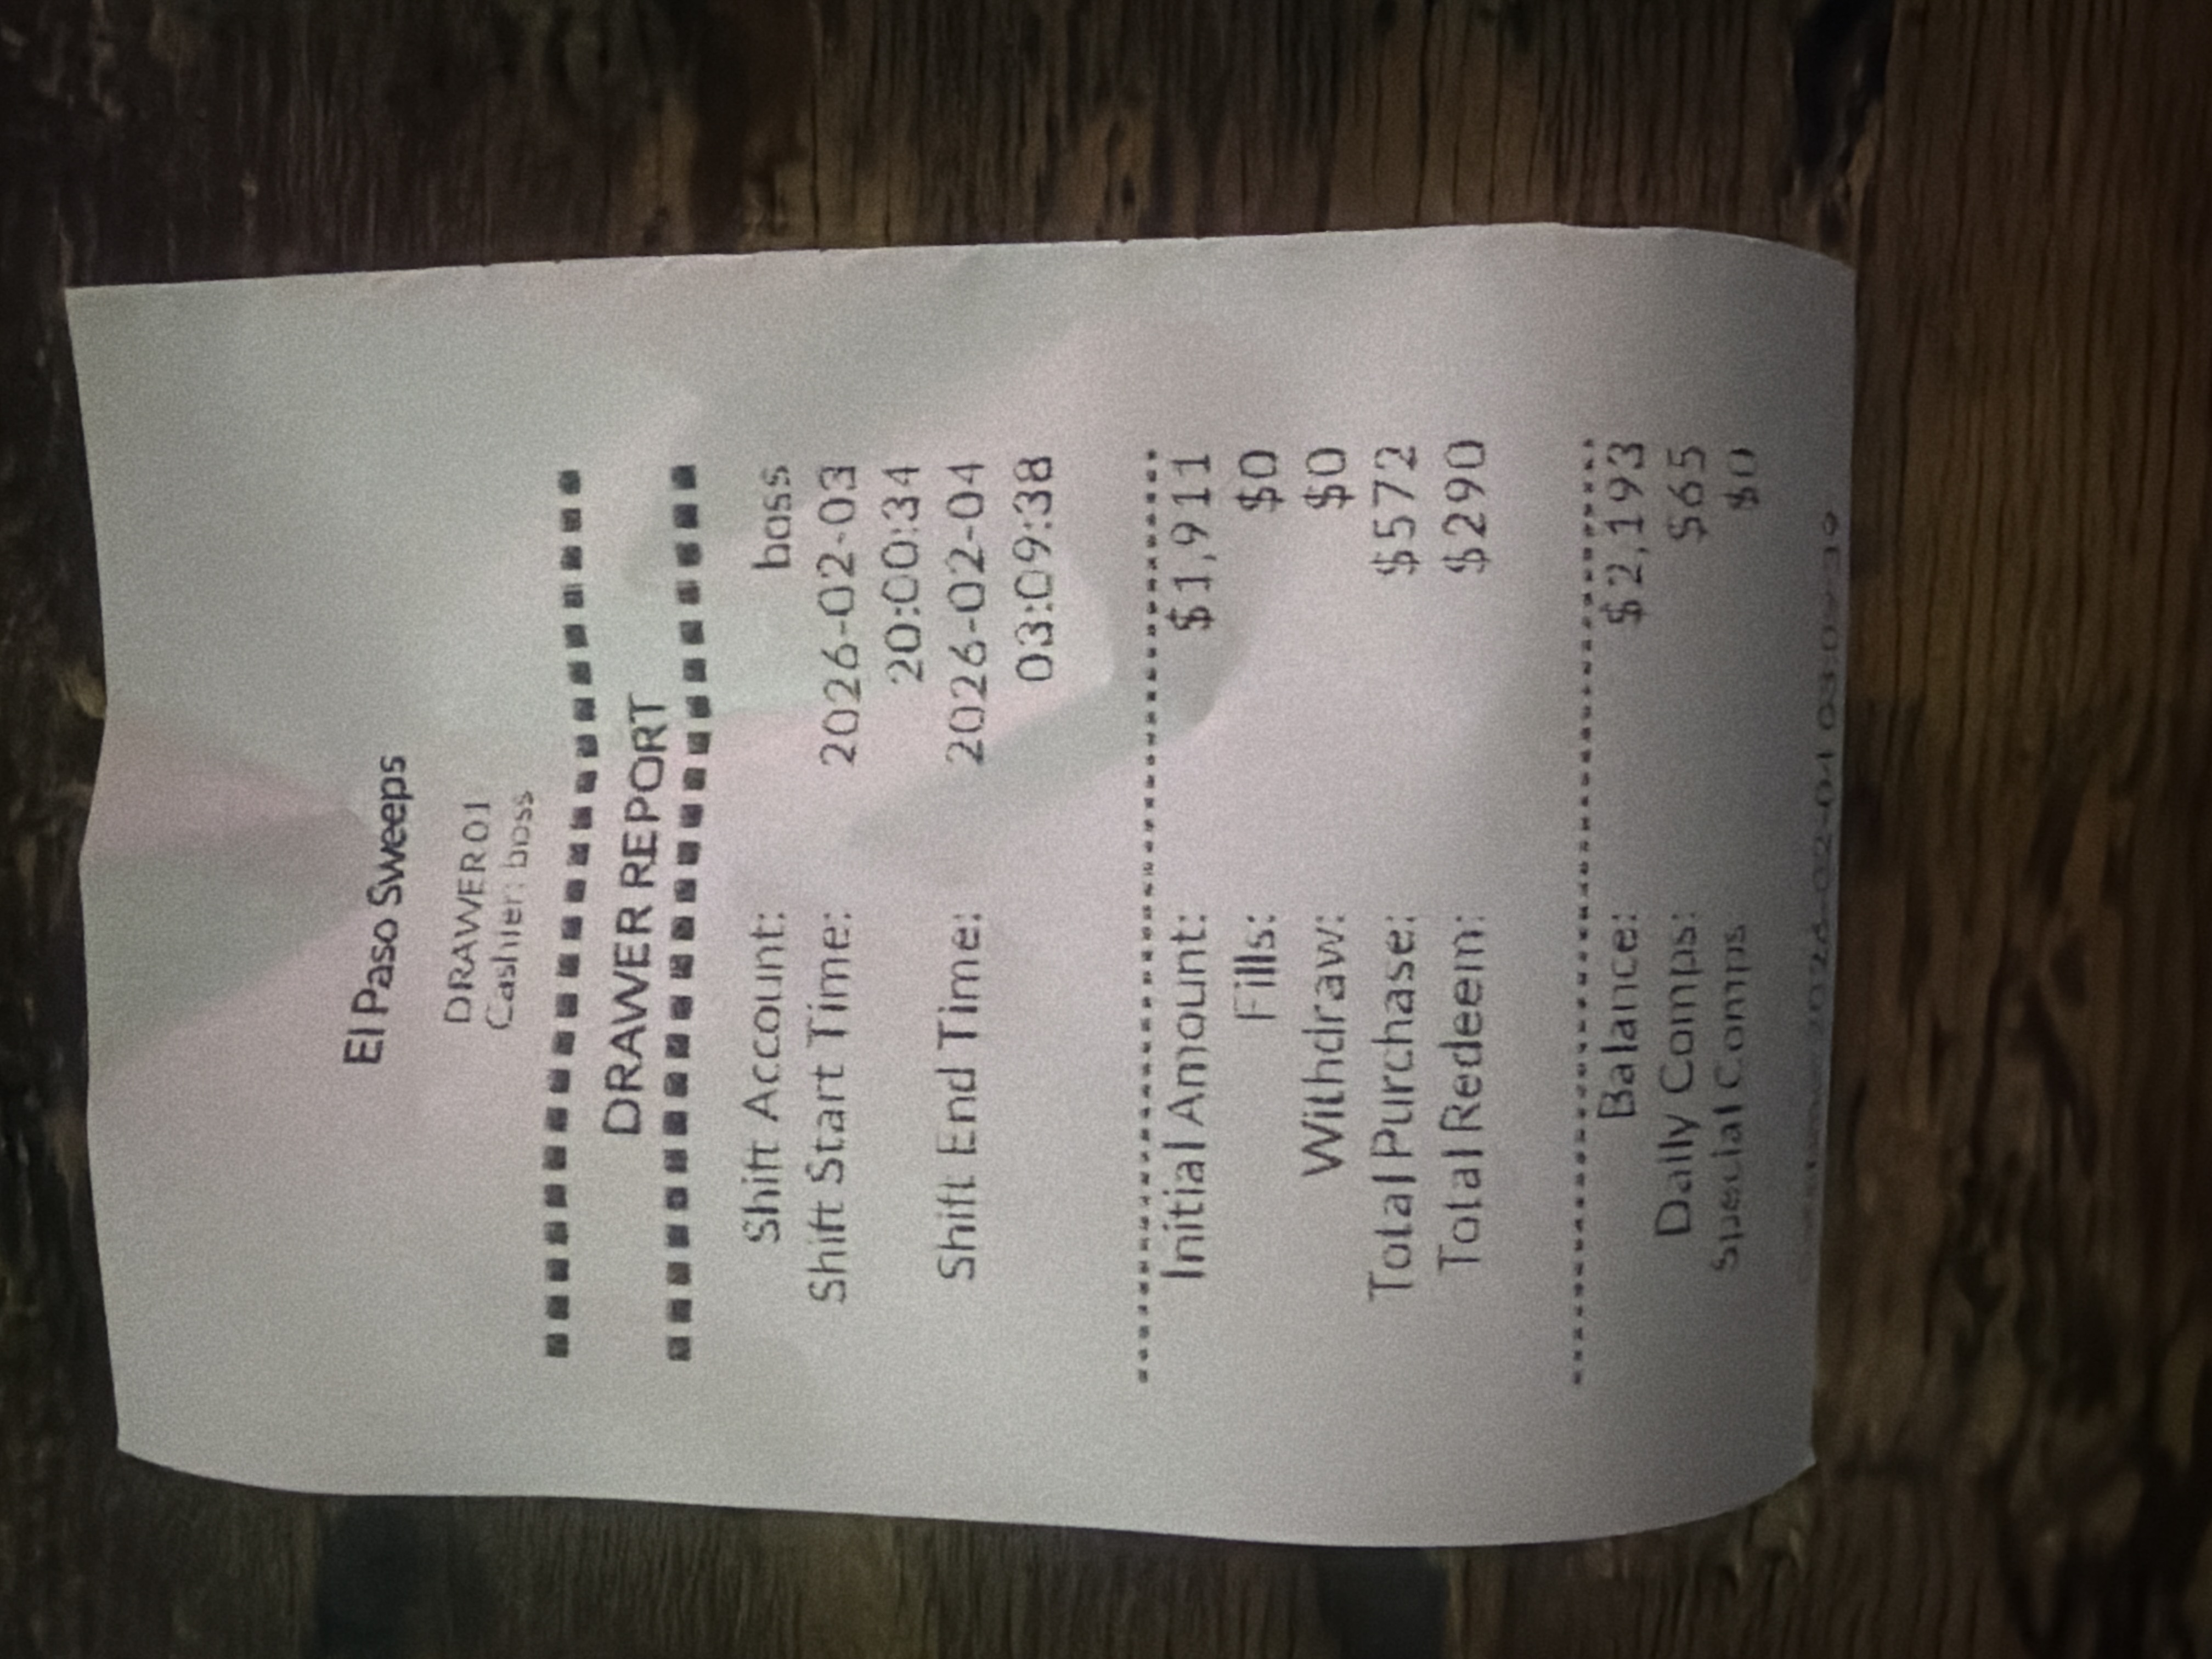 El Paso Sweeps
DRAWER 01
Cashier: boss
DRAWER REPORT
Shift Account: boss
Shift Start Time: 2026-02-03
20:00:34
Shift End Time: 2026-02-04
03:09:38
Initial Amount: $1,911
Fills: $0
Withdraw: $0
Total Purchase: $572
Total Redeem: $290
Balance: $2,193
Daily Comps: $65
Special Comps $0